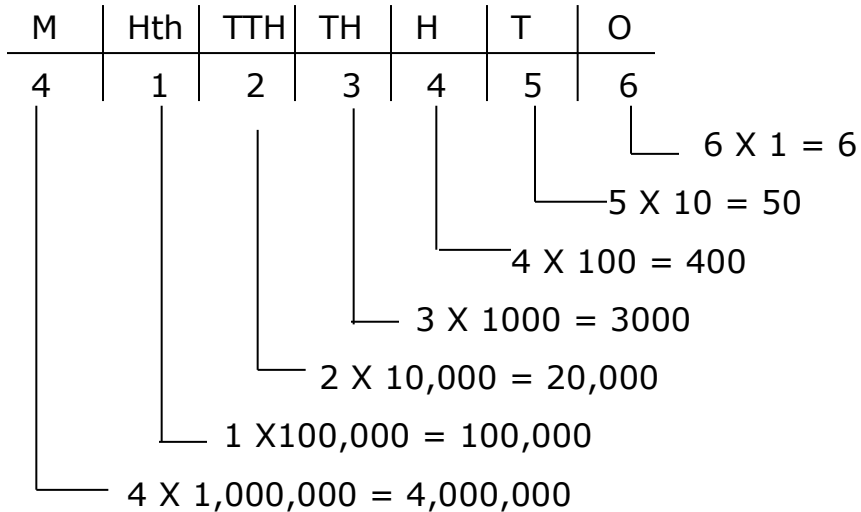 M Hth TTH TH H T O
4 1 2 3 4 5 6
6 X 1 = 6
5 X 10 = 50
4 X 100 = 400
3 X 1000 = 3000
2 X 10,000 = 20,000
1 X100,000 = 100,000
4 X 1,000,000 = 4,000,000